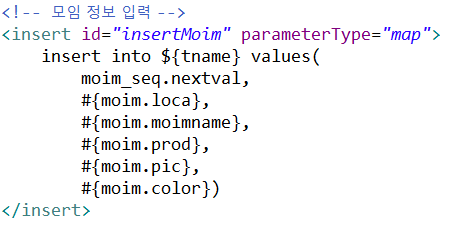 <!-- 모임 정보 입력 -->
<insert id="insertMoim" parameterType="map">
    insert into ${tname} values(
        moim_seq.nextval,
        #{moim.loca},
        #{moim.moimname},
        #{moim.prod},
        #{moim.pic},
        #{moim.color})
</insert>